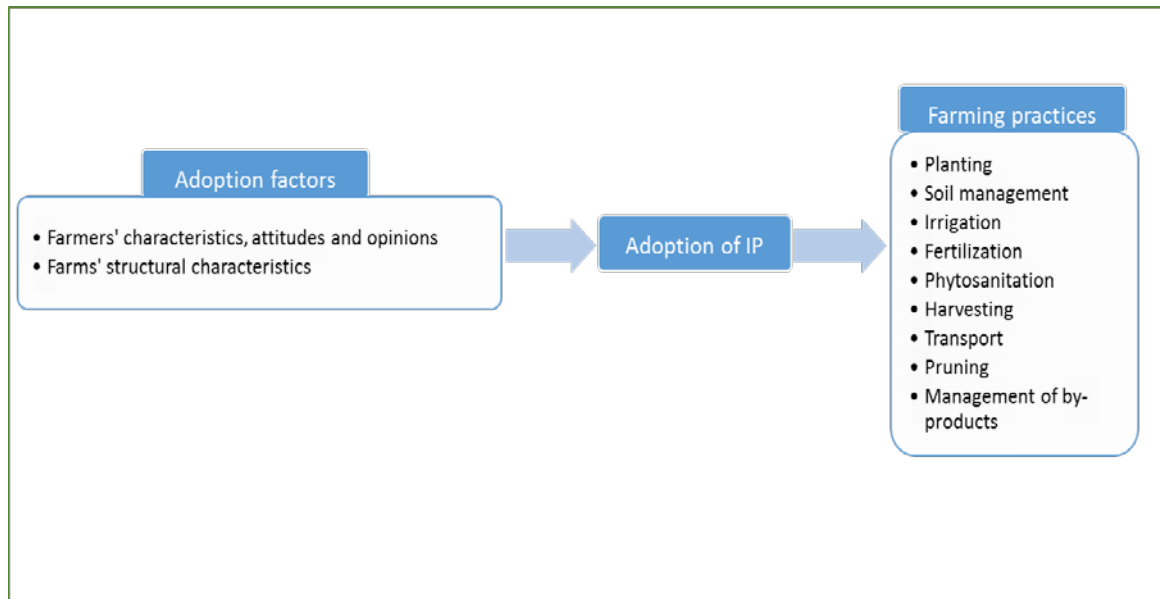 Adoption factors
• Farmers' characteristics, attitudes and opinions
• Farms' structural characteristics
Adoption of IP
Farming practices
• Planting
• Soil management
• Irrigation
• Fertilization
• Phytosanitation
• Harvesting
• Transport
• Pruning
• Management of by-
products